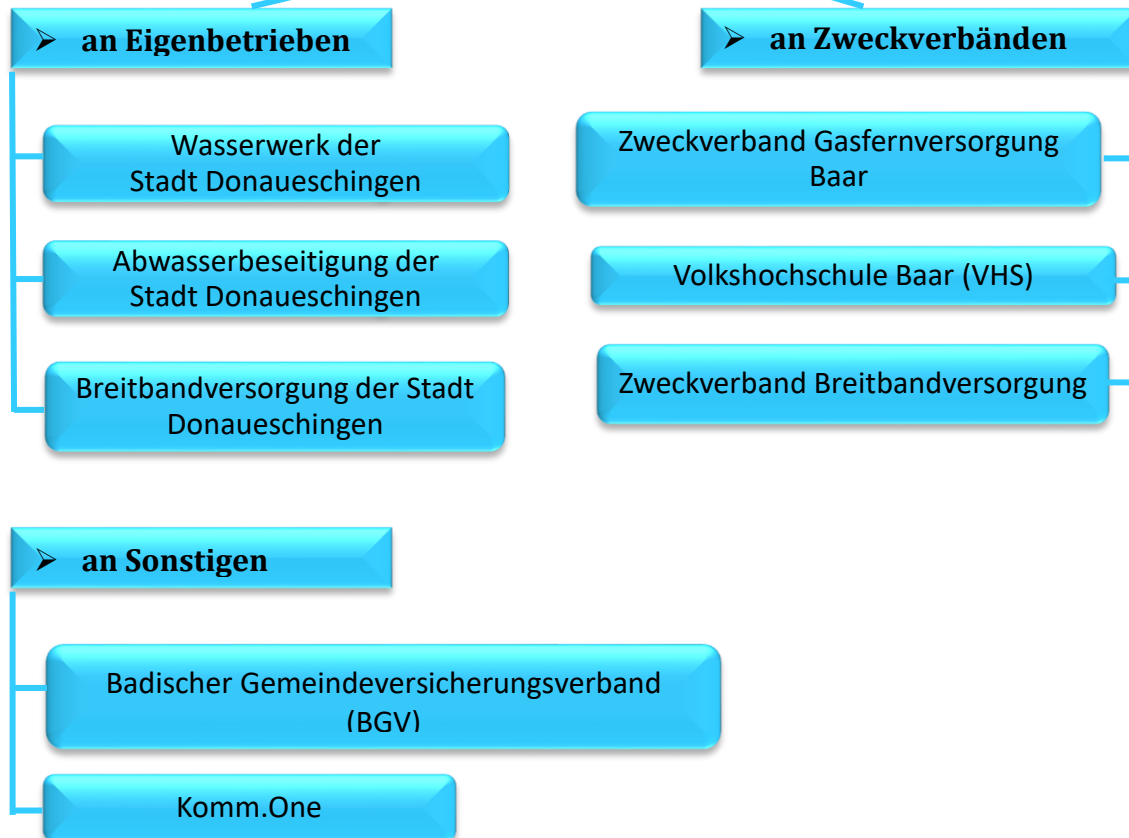 ➢ an Eigenbetrieben
Wasserwerk der
Stadt Donaueschingen
Abwasserbeseitigung der
Stadt Donaueschingen
Breitbandversorgung der Stadt
Donaueschingen
➢ an Zweckverbänden
Zweckverband Gasfernversorgung
Baar
Volkshochschule Baar (VHS)
Zweckverband Breitbandversorgung
➢ an Sonstigen
Badischer Gemeindeversicherungsverband
(BGV)
Komm.One